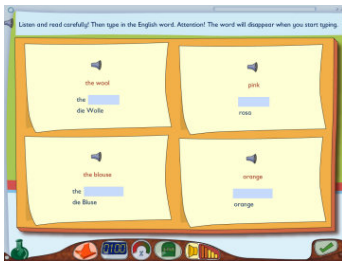 Listen and read carefully! Then type in the English word. Attention! The word will disappear when you start typing.
the wool
the
die Wolle
pink
rosa
the blouse
the
die Bluse
orange
orange
0100